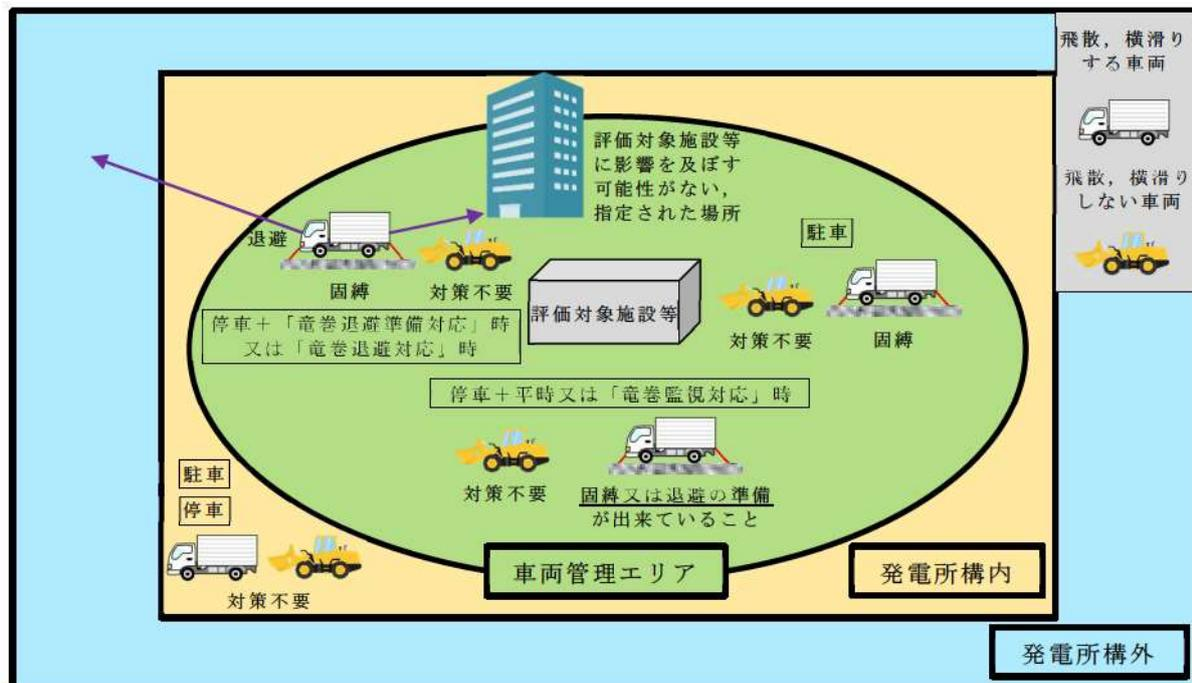 飛散，横滑り
する車両
飛散，横滑り
しない車両
評価対象施設等
に影響を及ぼす
可能性がない，
指定された場所
退避
固縛
対策不要
停車＋「竜巻退避準備対応」時
又は「竜巻退避対応」時
評価対象施設等
駐車
対策不要
固縛
停車＋平時又は「竜巻監視対応」時
対策不要
固縛又は退避の準備
が出来ていること
駐車
停車
対策不要
車両管理エリア
発電所構内
発電所構外